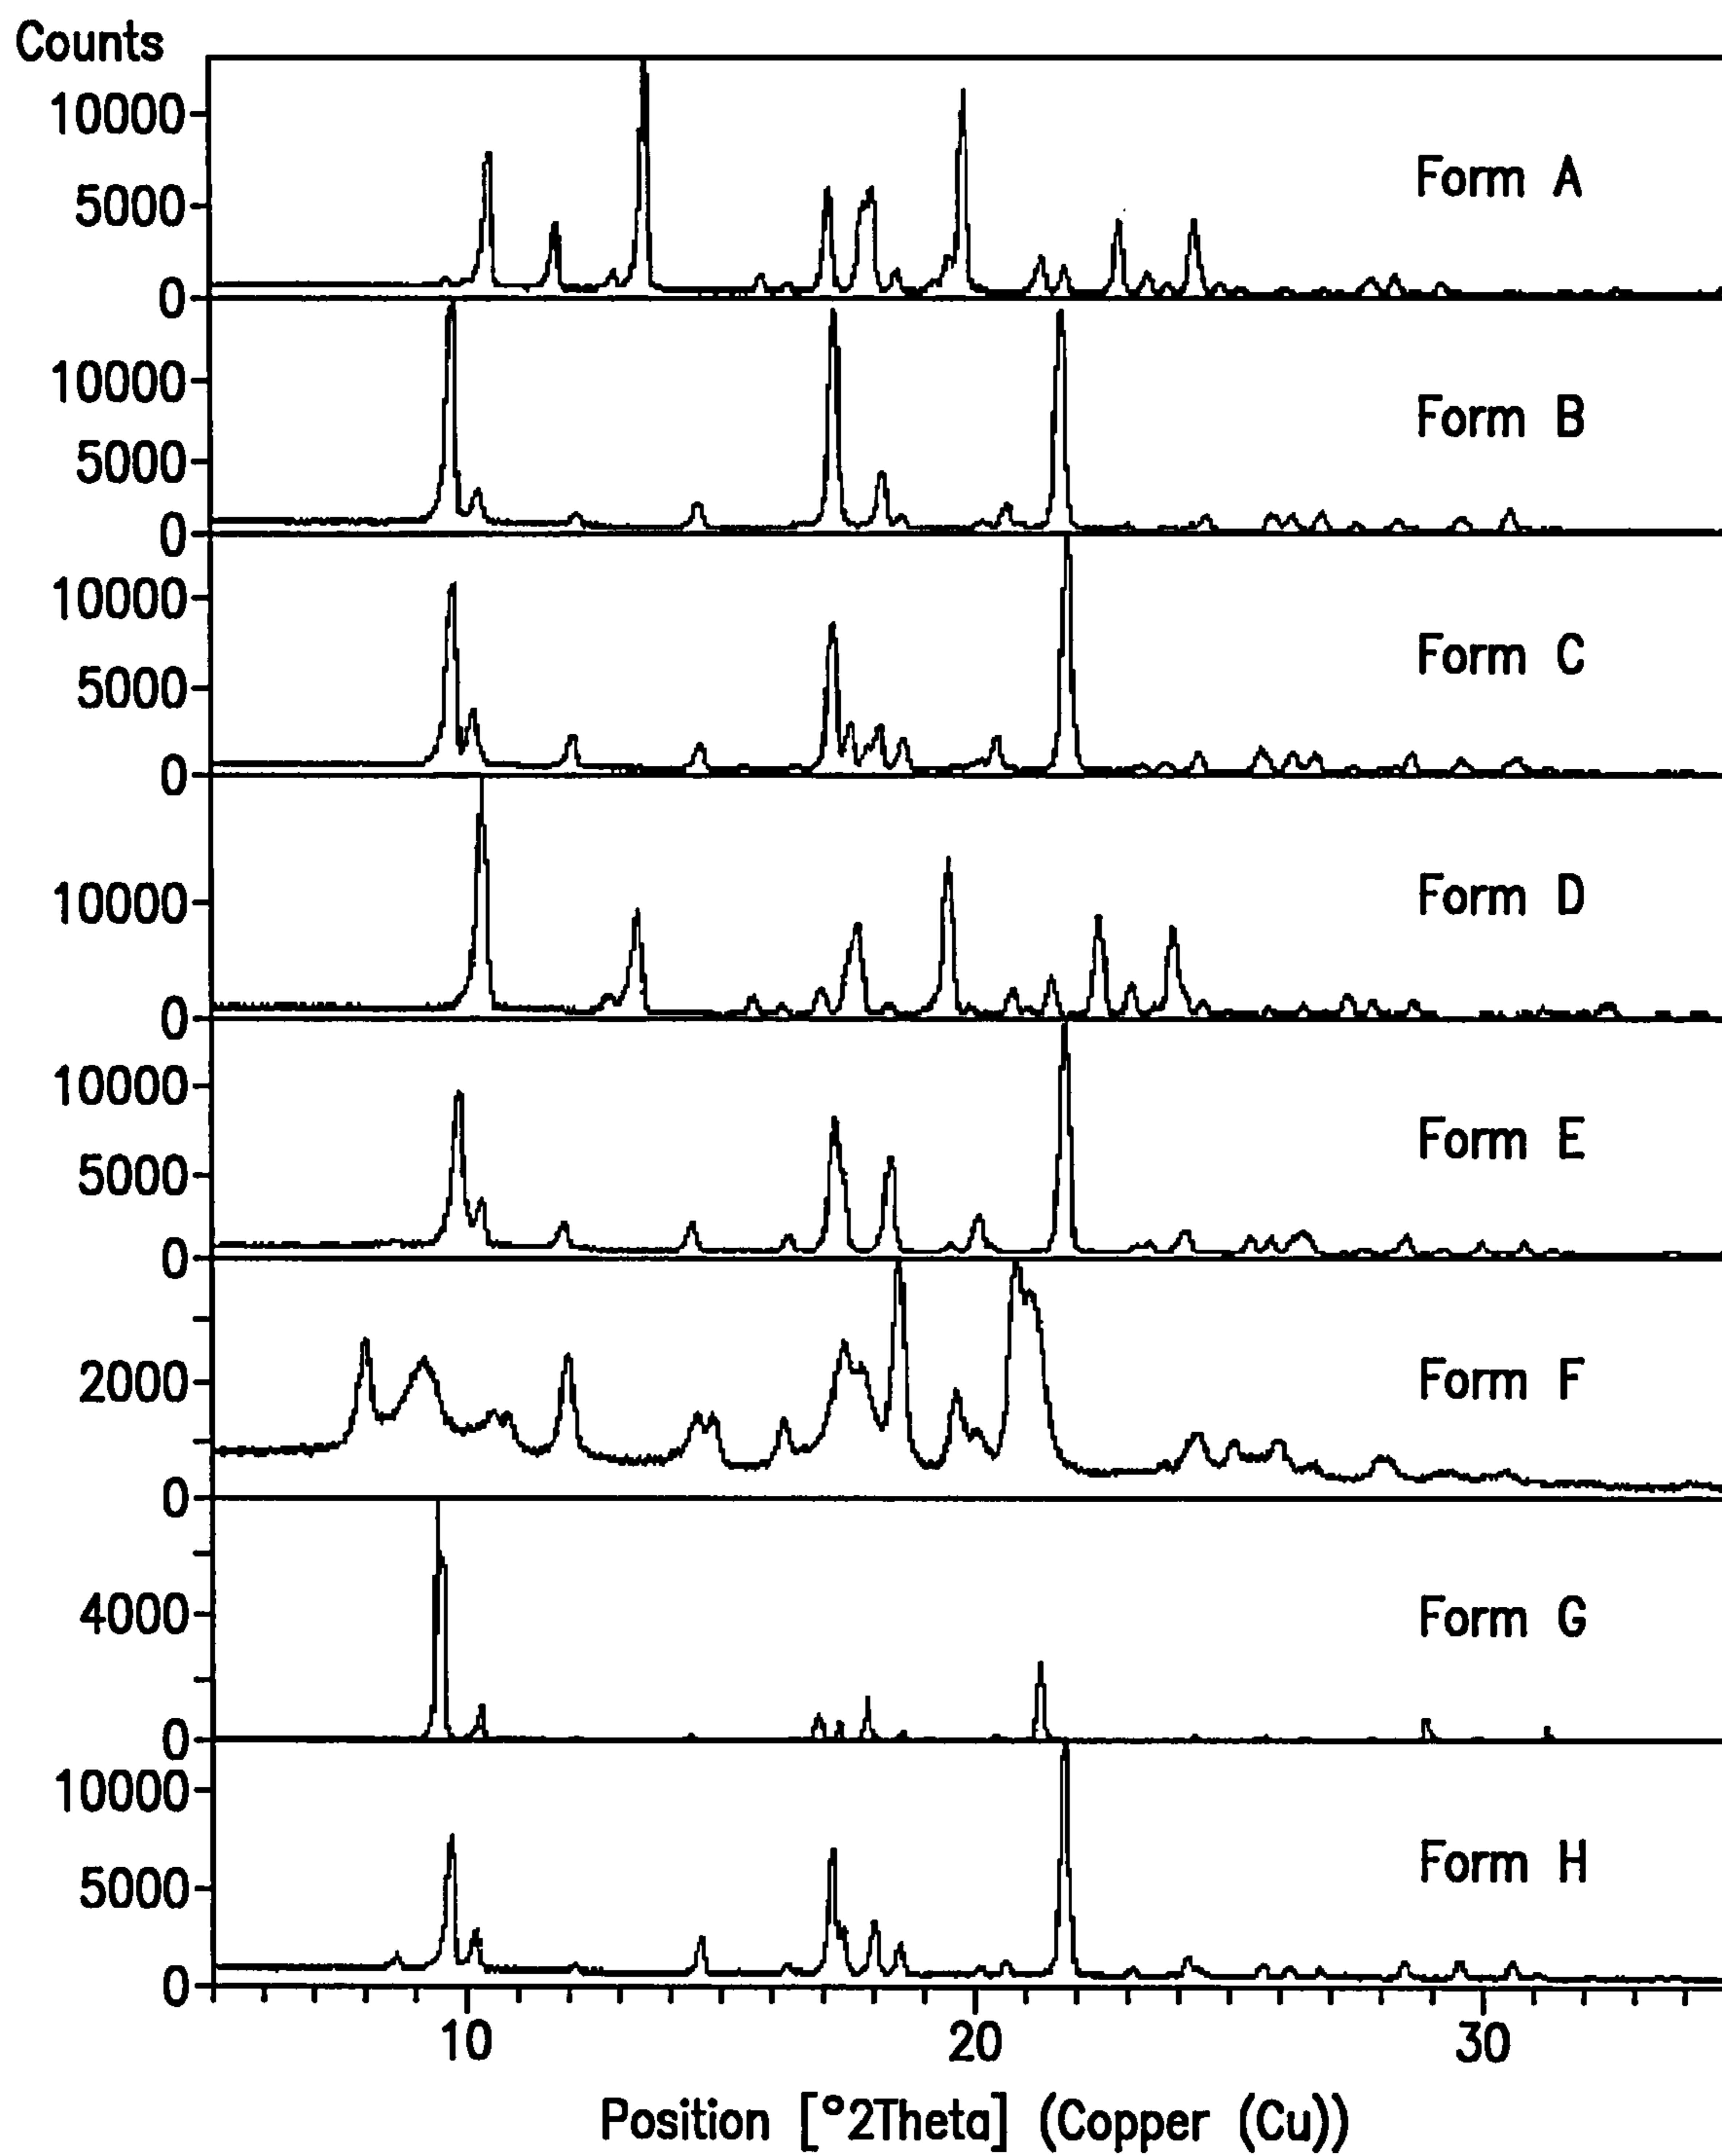 Counts
10000
5000
0
Form A
10000
5000
0
Form B
10000
5000
0
Form C
10000
0
Form D
10000
5000
0
Form E
2000
0
Form F
4000
0
Form G
10000
5000
0
Form H
10 20 30
Position [°2Theta] (Copper (Cu))